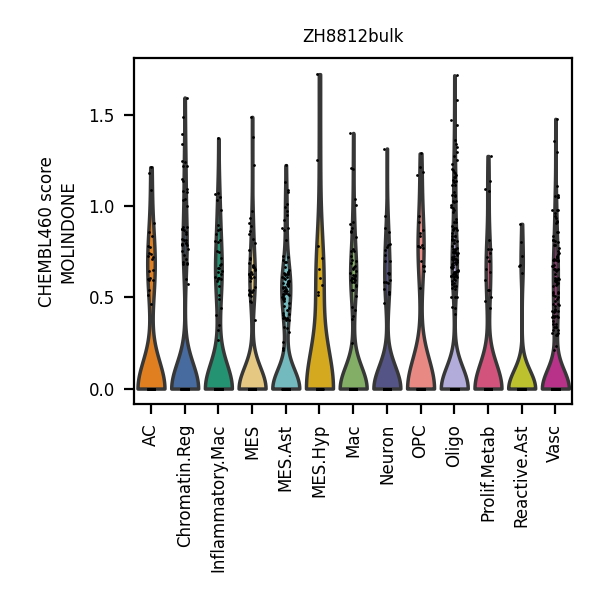 ZH8812bulk
CHEMBL460 score
MOLINDONE
1.5
1.0
0.5
0.0
AC
Chromatin.Reg
Inflammatory.Mac
MES
MES.Ast
MES.Hyp
Mac
Neuron
OPC
Oligo
Prolif.Metab
Reactive.Ast
Vasc